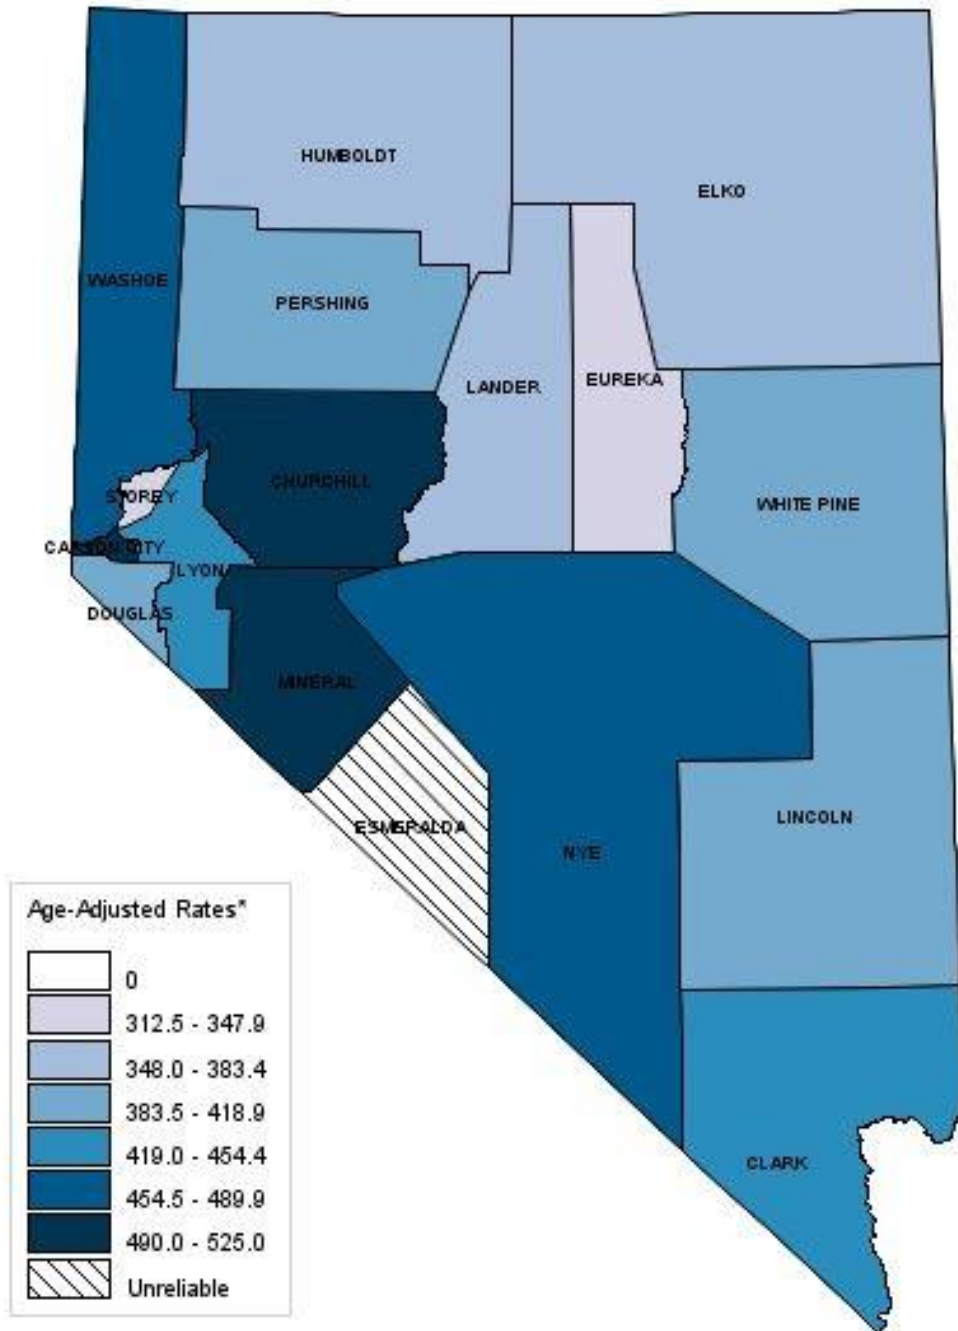 HUMBOLDT
ELKO
WASHOE
PERSHING
LANDER
EUREKA
CHURCHILL
STOREY
WHITE PINE
CARSON CITY
LYON
DOUGLAS
MINERAL
LINCOLN
ESMERALDA
NYE
CLARK
Age-Adjusted Rates*
0
312.5 - 347.9
348.0 - 383.4
383.5 - 418.9
419.0 - 454.4
454.5 - 489.9
490.0 - 525.0
Unreliable